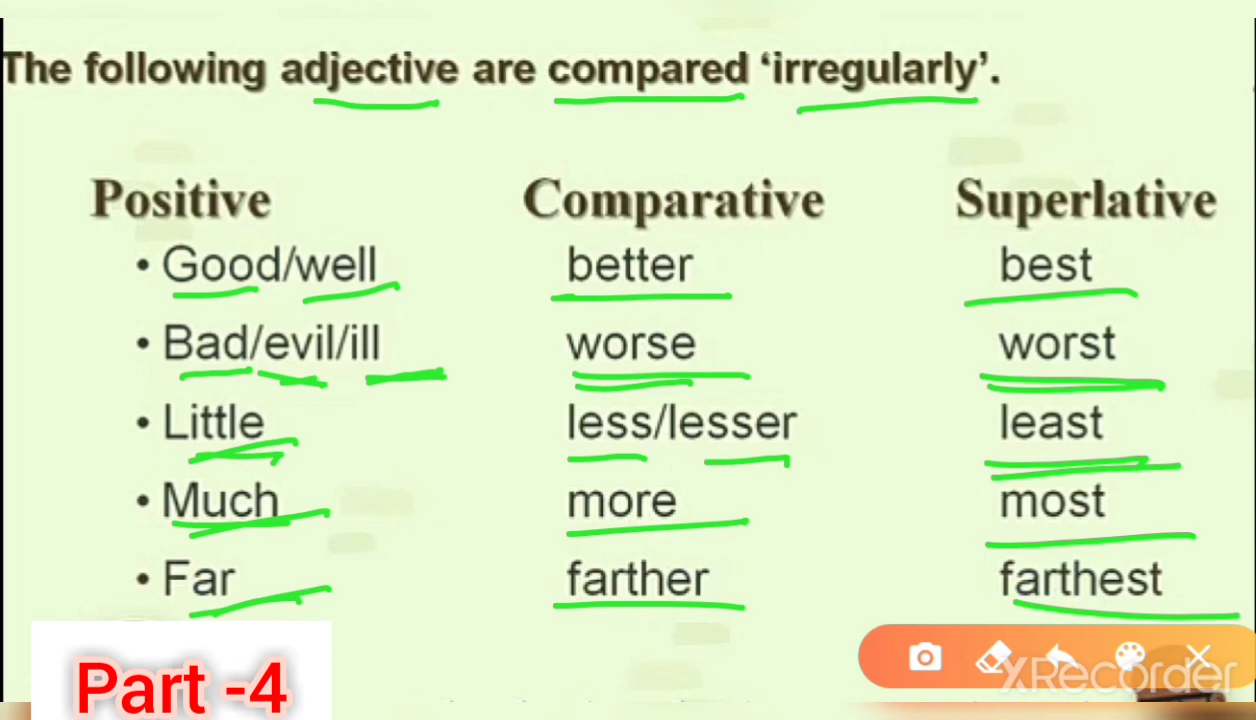 The following adjective are compared ‘irregularly’.
Positive Comparative Superlative
• Good/well better best
• Bad/evil/ill worse worst
• Little less/lesser least
• Much more most
• Far farther farthest
Part -4
XRecorder